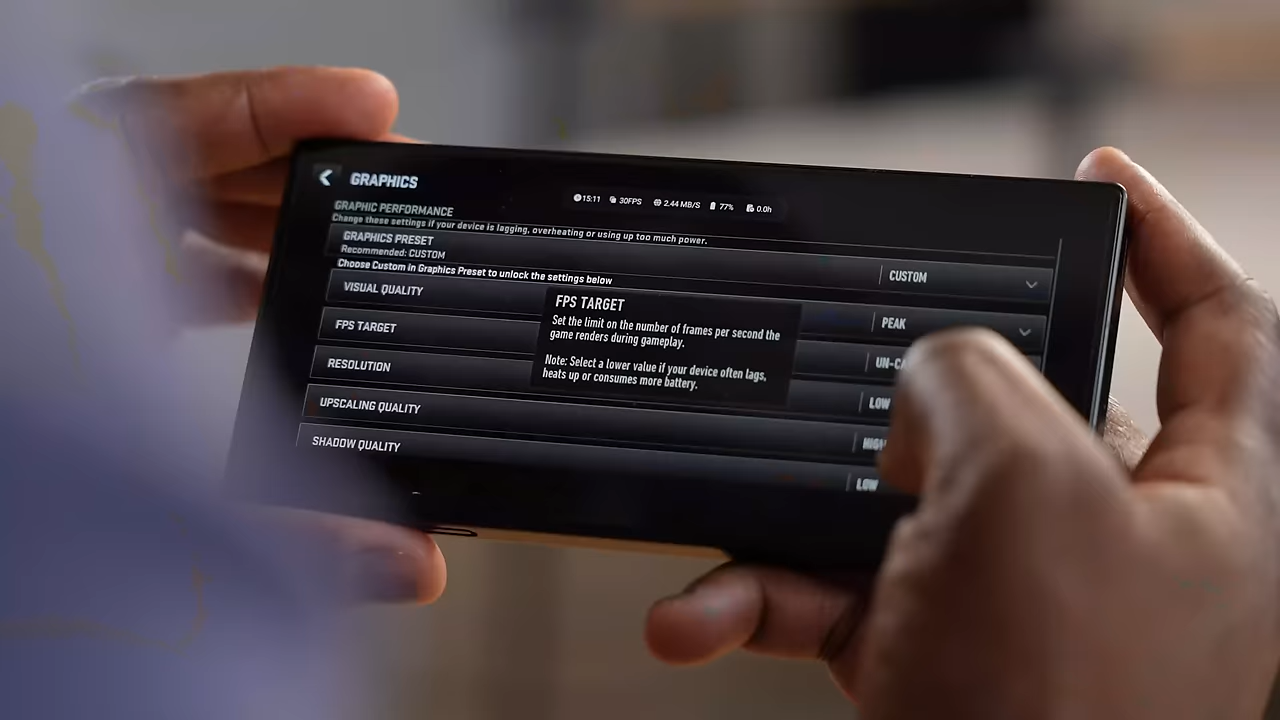 GRAPHICS
15:11 30FPS 2.44 MB/S 77% 0.0h
GRAPHIC PERFORMANCE
Change these settings if your device is lagging, overheating or using up too much power.
GRAPHICS PRESET
Recommended: CUSTOM
CUSTOM
Choose Custom in Graphics Preset to unlock the settings below
VISUAL QUALITY
PEAK
FPS TARGET
FPS TARGET
Set the limit on the number of frames per second the
game renders during gameplay.
Note: Select a lower value if your device often lags,
heats up or consumes more battery.
RESOLUTION
LOW
UPSCALING QUALITY
HIGH
SHADOW QUALITY
LOW